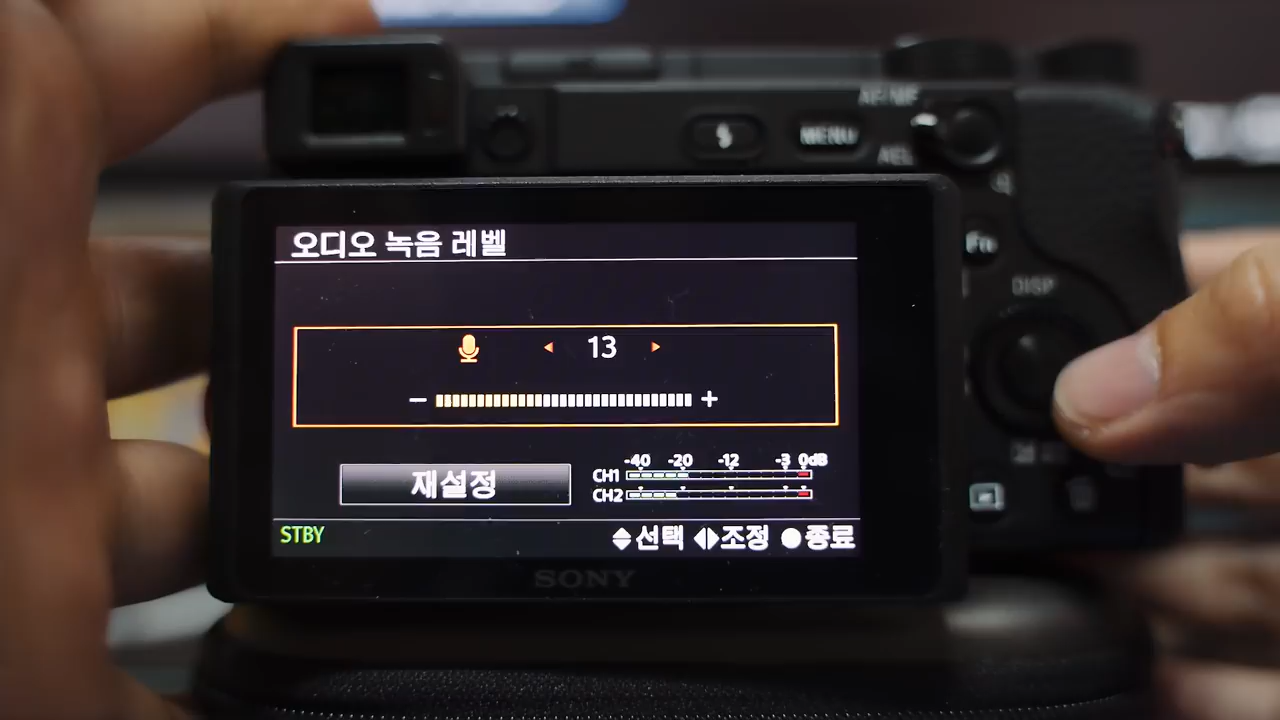 AF/MF
MENU
AEL
오디오 녹음 레벨
Fn
DISP
13
− +
-40 -20 -12 -3 0dB
CH1
재설정
CH2
STBY
선택 조정 종료
SONY